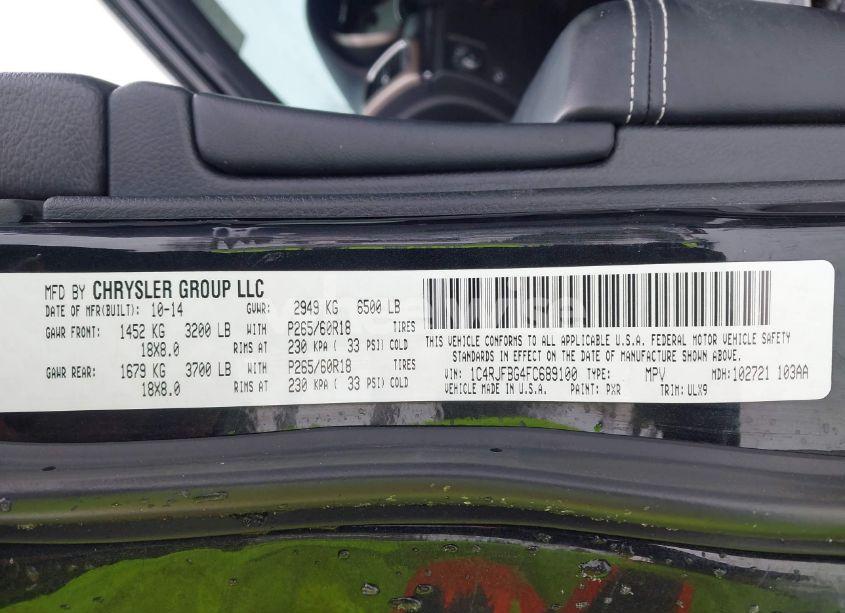 MFD BY CHRYSLER GROUP LLC
DATE OF MFR(BUILT): 10-14 GVWR: 2949 KG 6500 LB
GAWR FRONT: 1452 KG 3200 LB WITH P265/60R18 TIRES
18X8.0 RIMS AT 230 KPA ( 33 PSI) COLD
GAWR REAR: 1679 KG 3700 LB WITH P265/60R18 TIRES
18X8.0 RIMS AT 230 KPA ( 33 PSI) COLD
THIS VEHICLE CONFORMS TO ALL APPLICABLE U.S.A. FEDERAL MOTOR VEHICLE SAFETY
STANDARDS IN EFFECT ON THE DATE OF MANUFACTURE SHOWN ABOVE.
VIN: 1C4RJFBG4FC689100 TYPE: MPV MDH: 102721 103AA
VEHICLE MADE IN U.S.A. PAINT: PXR TRIM: ULX9